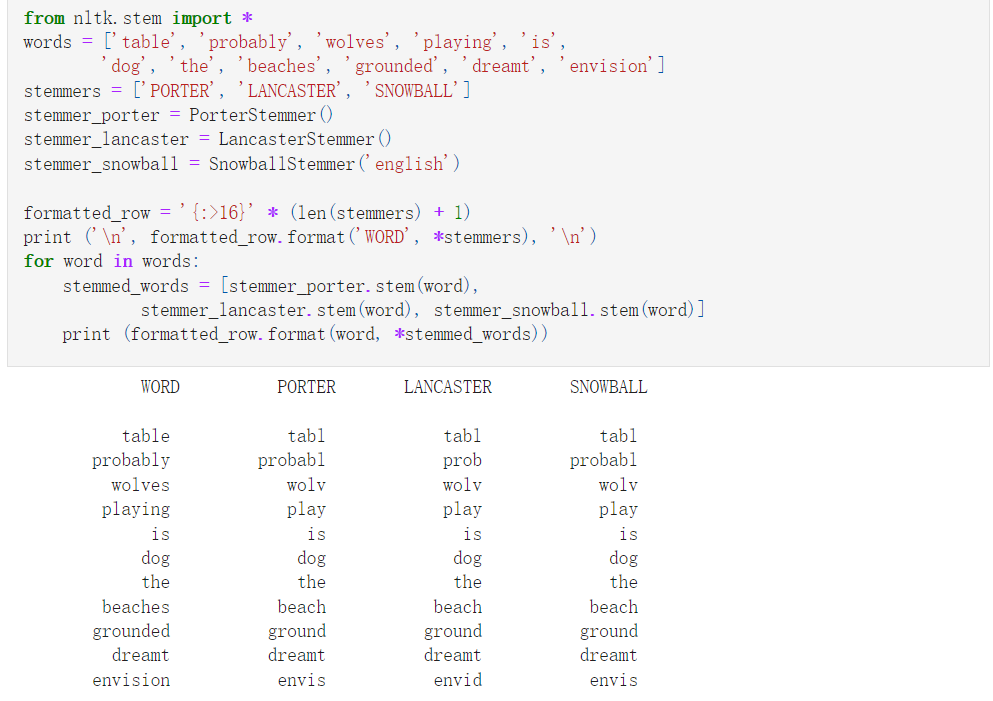 from nltk.stem import *
words = ['table', 'probably', 'wolves', 'playing', 'is',
        'dog', 'the', 'beaches', 'grounded', 'dreamt', 'envision']
stemmers = ['PORTER', 'LANCASTER', 'SNOWBALL']
stemmer_porter = PorterStemmer()
stemmer_lancaster = LancasterStemmer()
stemmer_snowball = SnowballStemmer('english')
formatted_row = '{:>16}' * (len(stemmers) + 1)
print ('\n', formatted_row.format('WORD', *stemmers), '\n')
for word in words:
    stemmed_words = [stemmer_porter.stem(word),
            stemmer_lancaster.stem(word), stemmer_snowball.stem(word)]
    print (formatted_row.format(word, *stemmed_words))
WORD PORTER LANCASTER SNOWBALL
table tabl tabl tabl
probably probabl prob probabl
wolves wolv wolv wolv
playing play play play
is is is is
dog dog dog dog
the the the the
beaches beach beach beach
grounded ground ground ground
dreamt dreamt dreamt dreamt
envision envis envid envis